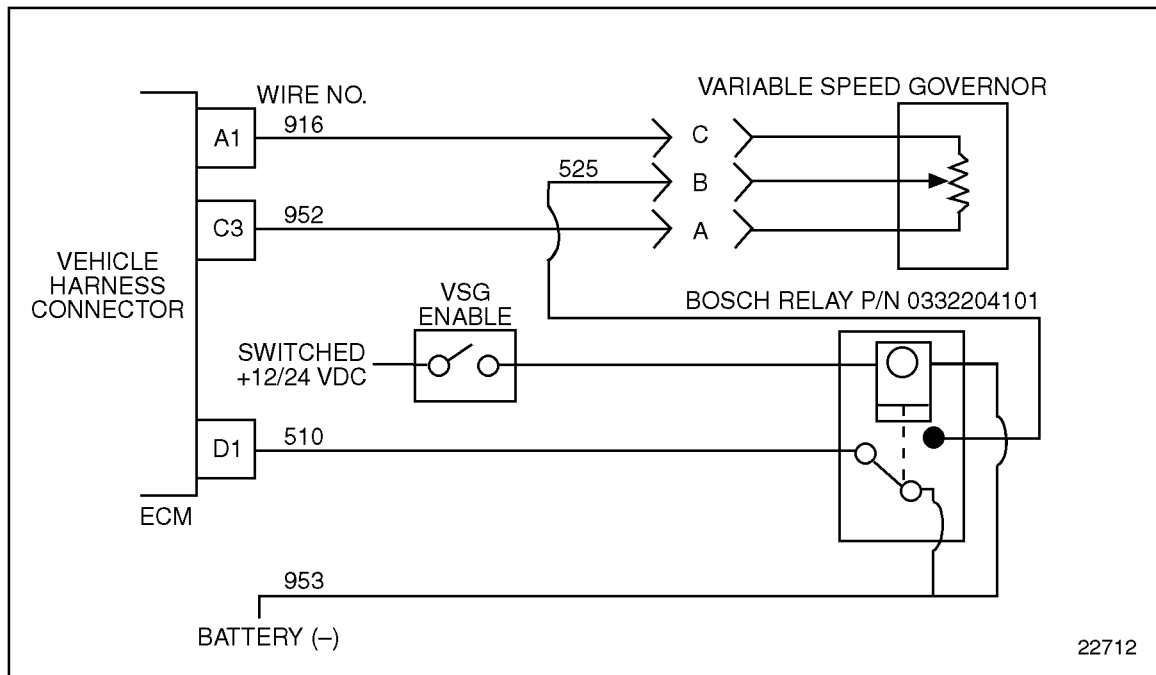 WIRE NO.
VARIABLE SPEED GOVERNOR
A1
916
C
525
B
C3
952
A
VEHICLE
HARNESS
CONNECTOR
VSG
ENABLE
BOSCH RELAY P/N 0332204101
SWITCHED
+12/24 VDC
D1
510
ECM
953
BATTERY (–)
22712